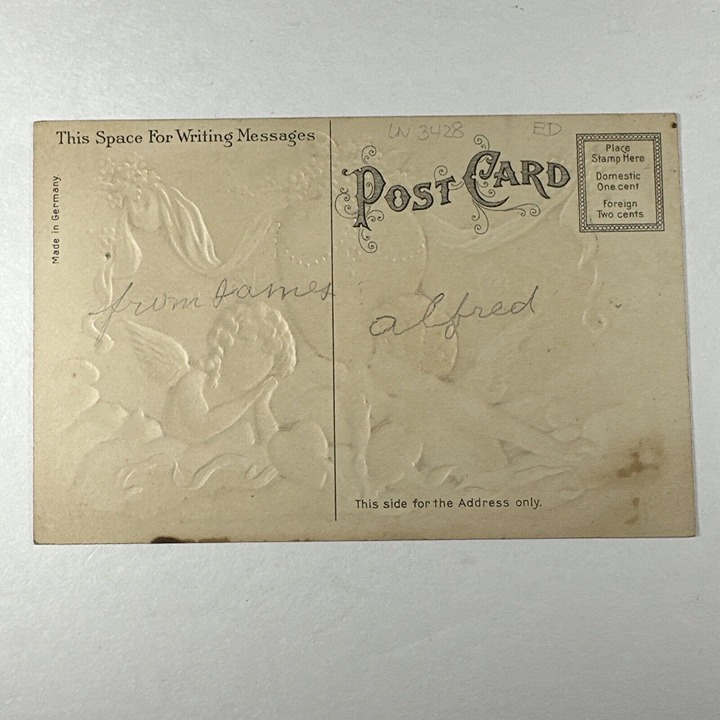 This Space For Writing Messages
Made in Germany
from James
LN 3428
ED
POST CARD
Place
Stamp Here
Domestic
One cent
Foreign
Two cents
alfred
This side for the Address only.